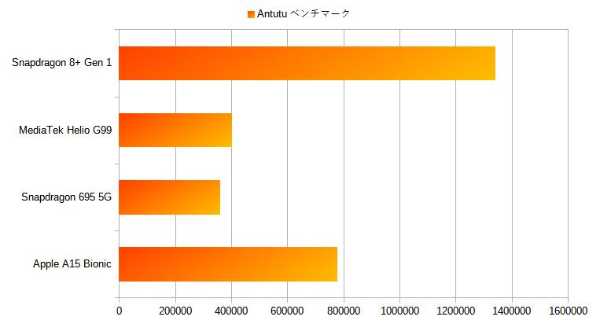 Antutu ベンチマーク
Snapdragon 8+ Gen 1
MediaTek Helio G99
Snapdragon 695 5G
Apple A15 Bionic
0 200000 400000 600000 800000 1000000 1200000 1400000 1600000